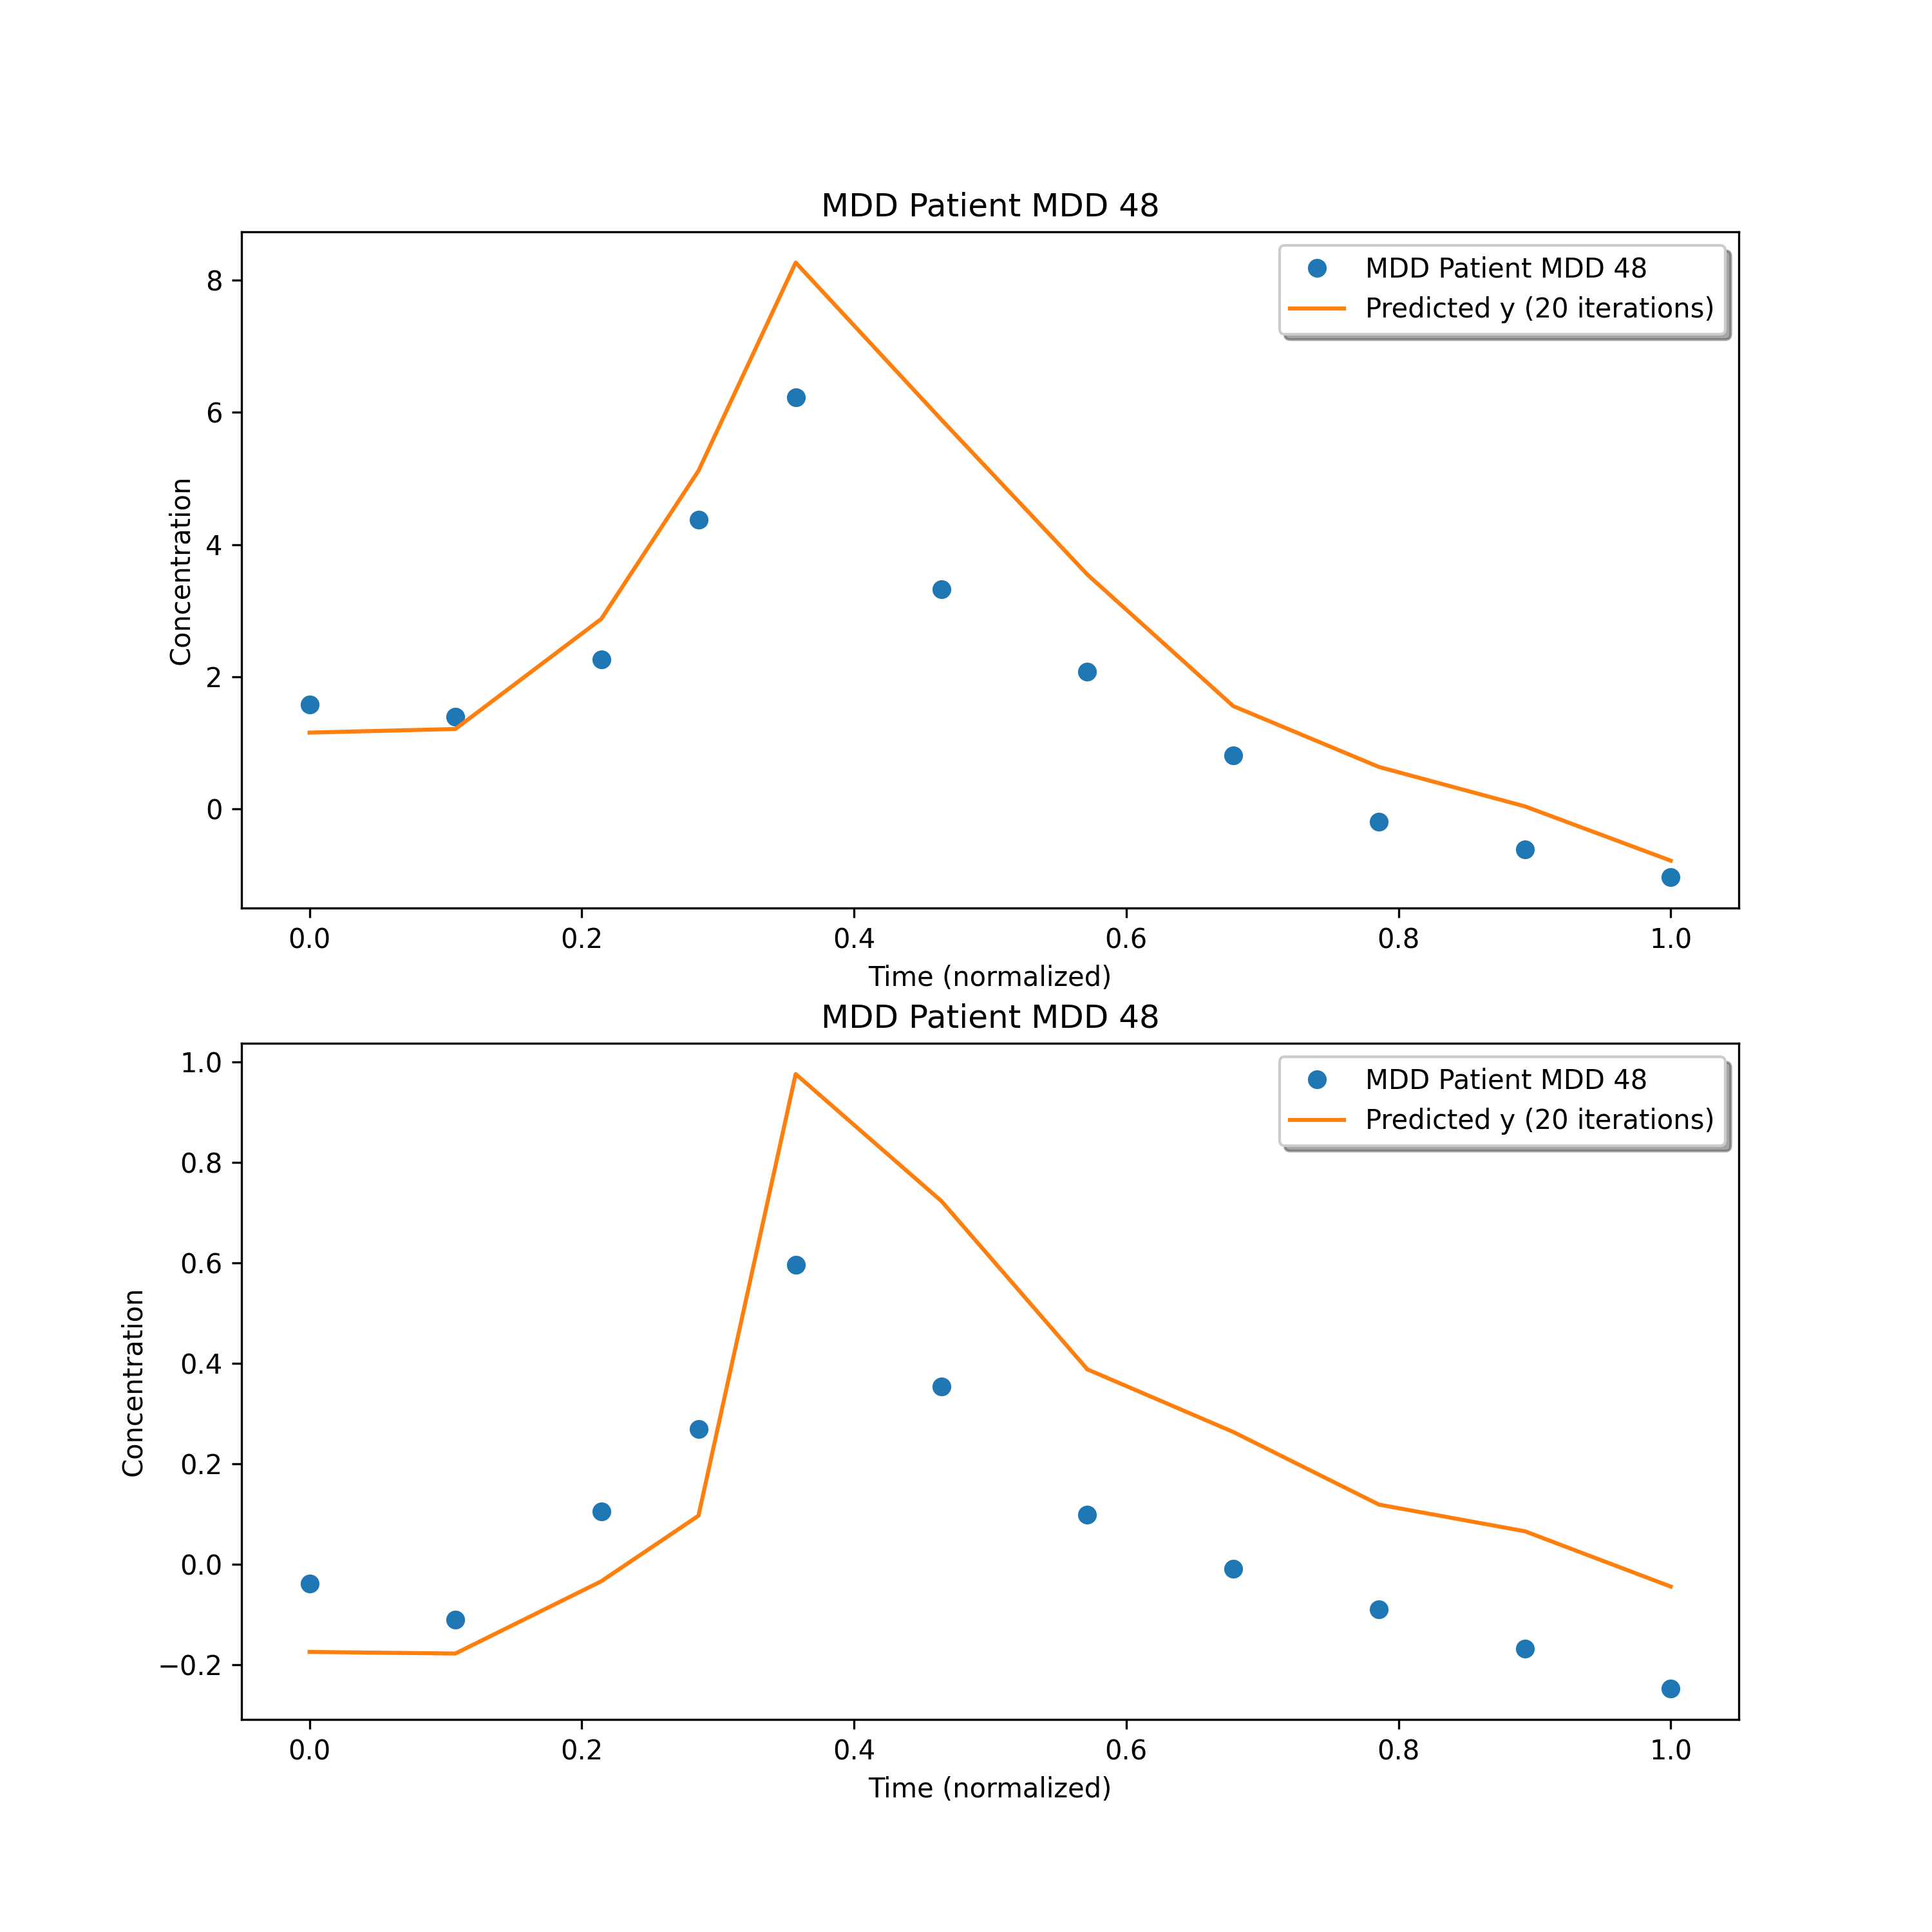 MDD Patient MDD 48
MDD Patient MDD 48
Predicted y (20 iterations)
8
6
4
2
0
Concentration
0.0 0.2 0.4 0.6 0.8 1.0
Time (normalized)
MDD Patient MDD 48
MDD Patient MDD 48
Predicted y (20 iterations)
1.0
0.8
0.6
0.4
0.2
0.0
−0.2
Concentration
0.0 0.2 0.4 0.6 0.8 1.0
Time (normalized)